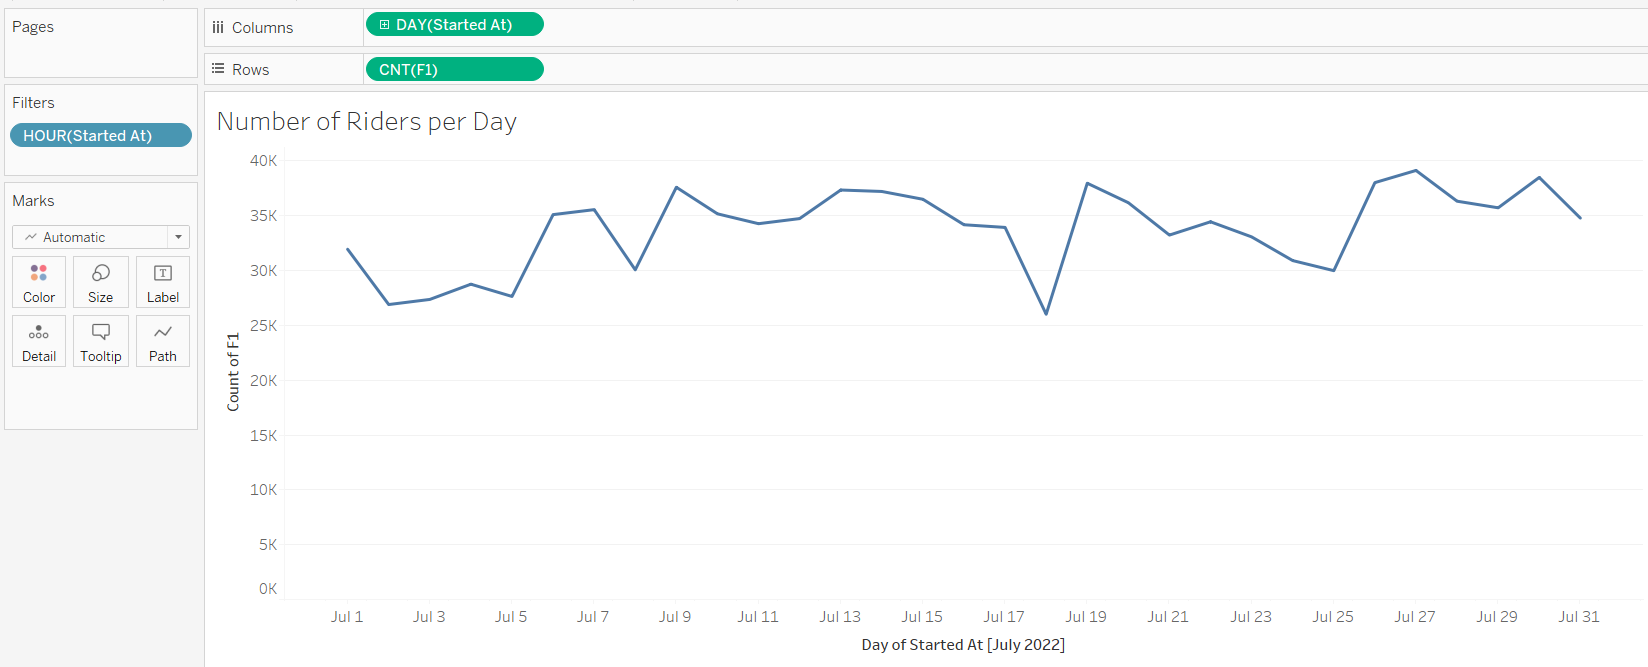 Pages
Filters
HOUR(Started At)
Marks
Automatic
Color Size Label
T
Detail Tooltip Path
Columns DAY(Started At)
Rows CNT(F1)
Number of Riders per Day
40K
35K
30K
25K
20K
15K
10K
5K
0K
Count of F1
Jul 1 Jul 3 Jul 5 Jul 7 Jul 9 Jul 11 Jul 13 Jul 15 Jul 17 Jul 19 Jul 21 Jul 23 Jul 25 Jul 27 Jul 29 Jul 31
Day of Started At [July 2022]